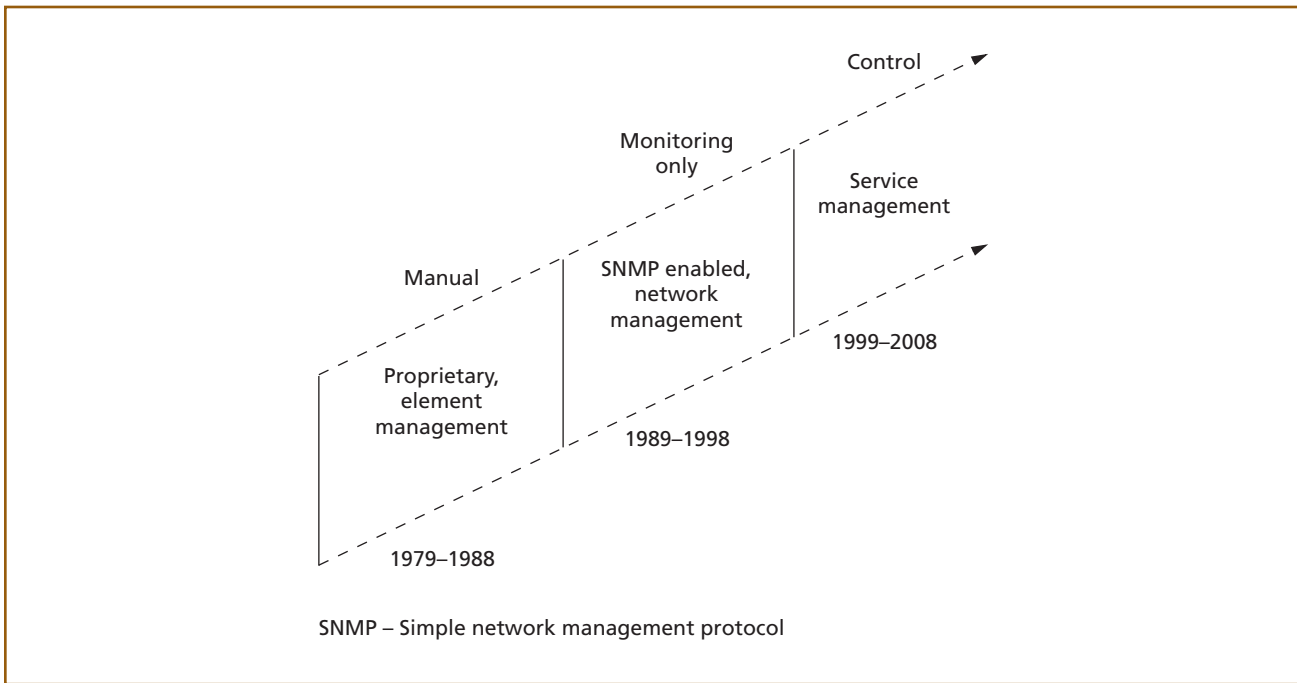 Control
Monitoring
only
Service
management
Manual
SNMP enabled,
network
management
1999–2008
Proprietary,
element
management
1989–1998
1979–1988
SNMP – Simple network management protocol